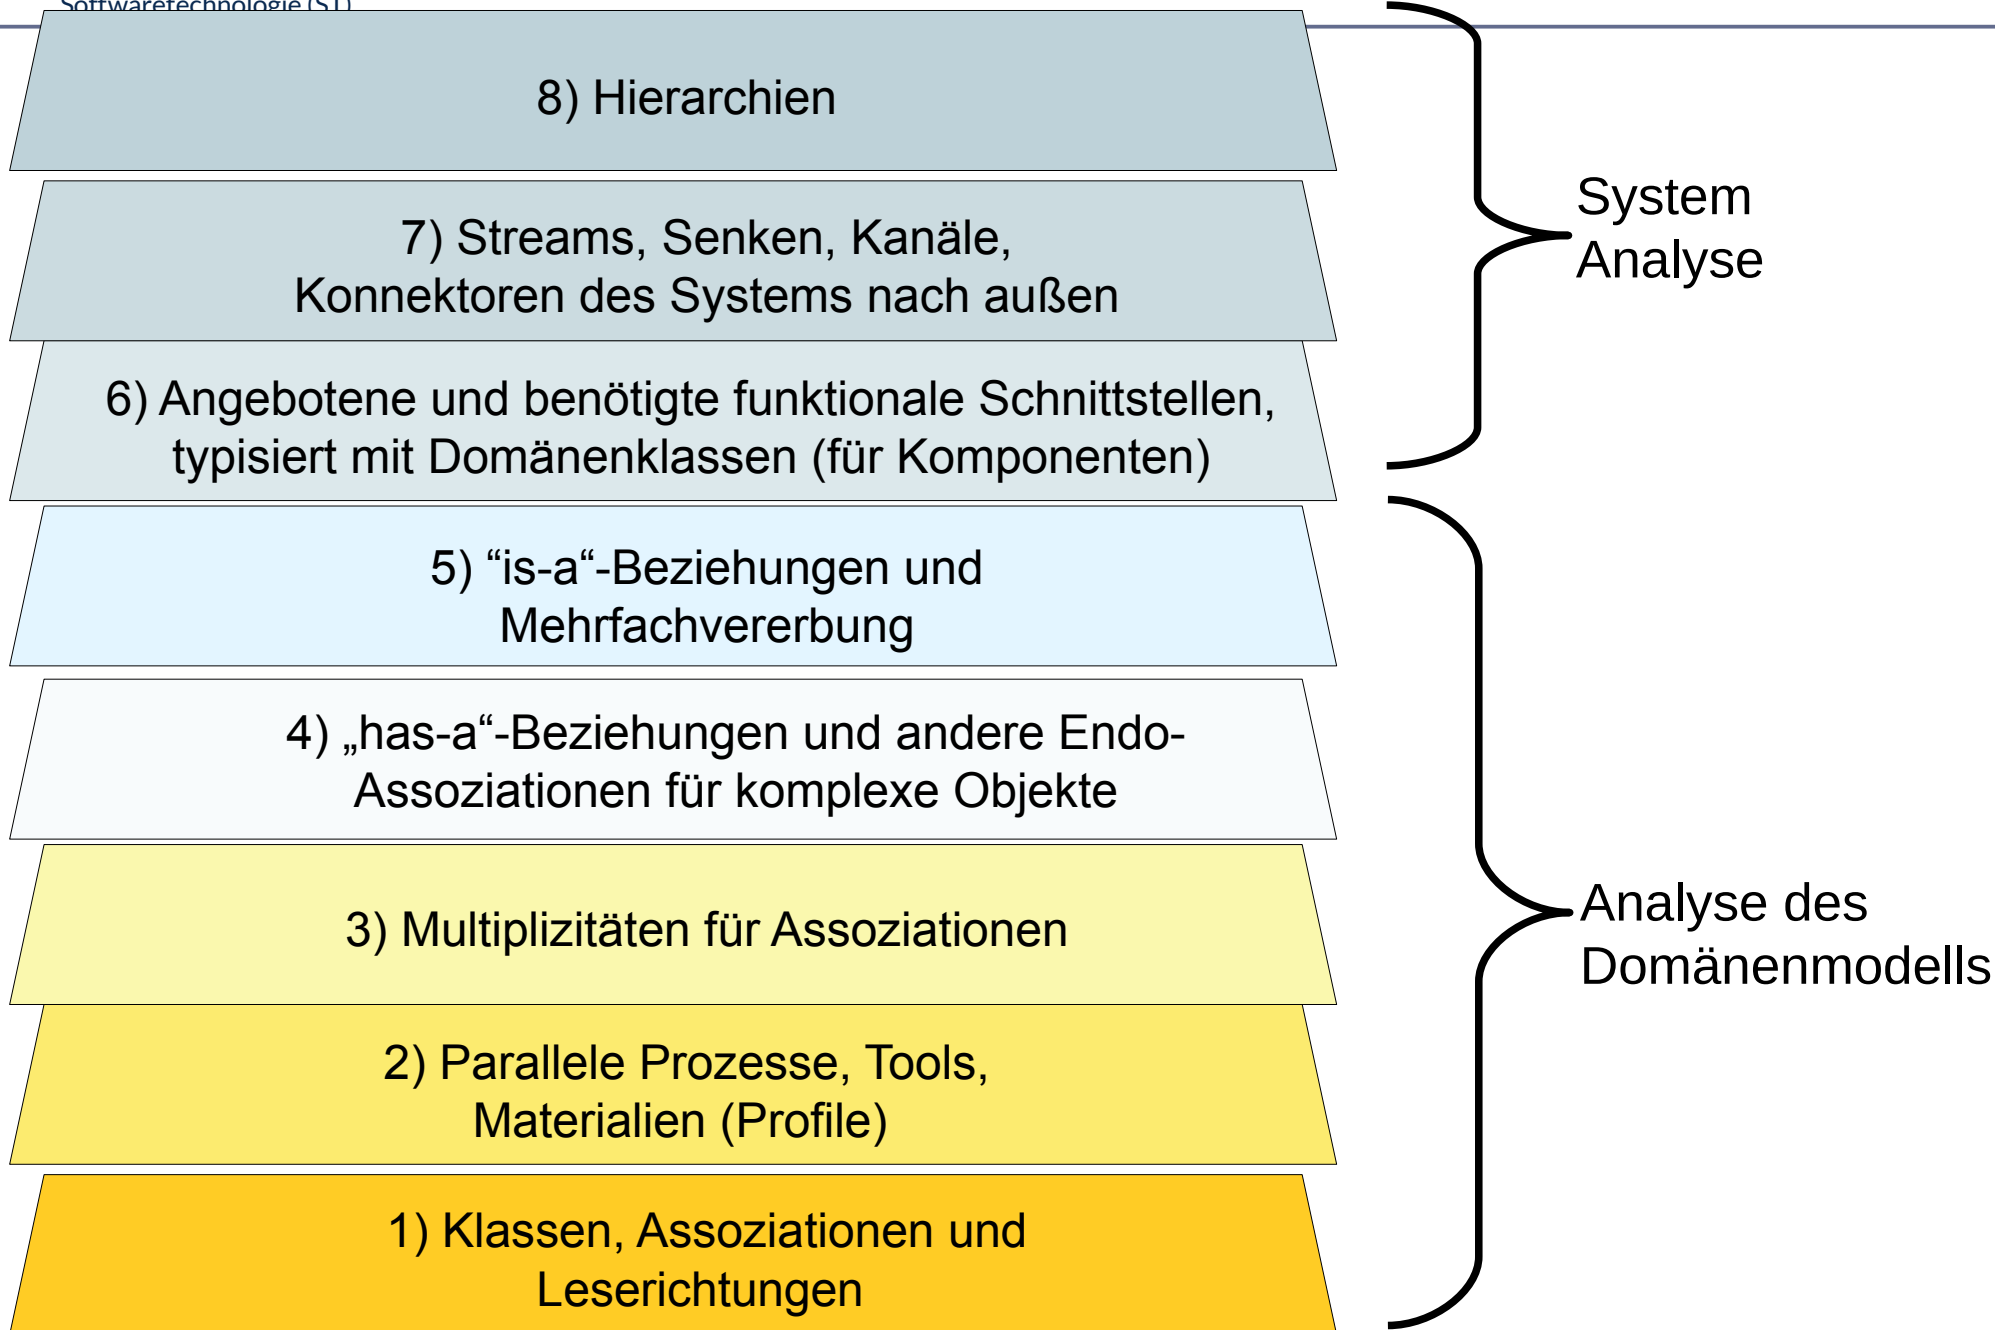 Softwaretechnologie (ST)
8) Hierarchien
7) Streams, Senken, Kanäle,
Konnektoren des Systems nach außen
6) Angebotene und benötigte funktionale Schnittstellen,
typisiert mit Domänenklassen (für Komponenten)
System
Analyse
5) “is-a“-Beziehungen und
Mehrfachvererbung
4) „has-a“-Beziehungen und andere Endo-
Assoziationen für komplexe Objekte
3) Multiplizitäten für Assoziationen
2) Parallele Prozesse, Tools,
Materialien (Profile)
1) Klassen, Assoziationen und
Leserichtungen
Analyse des
Domänenmodells